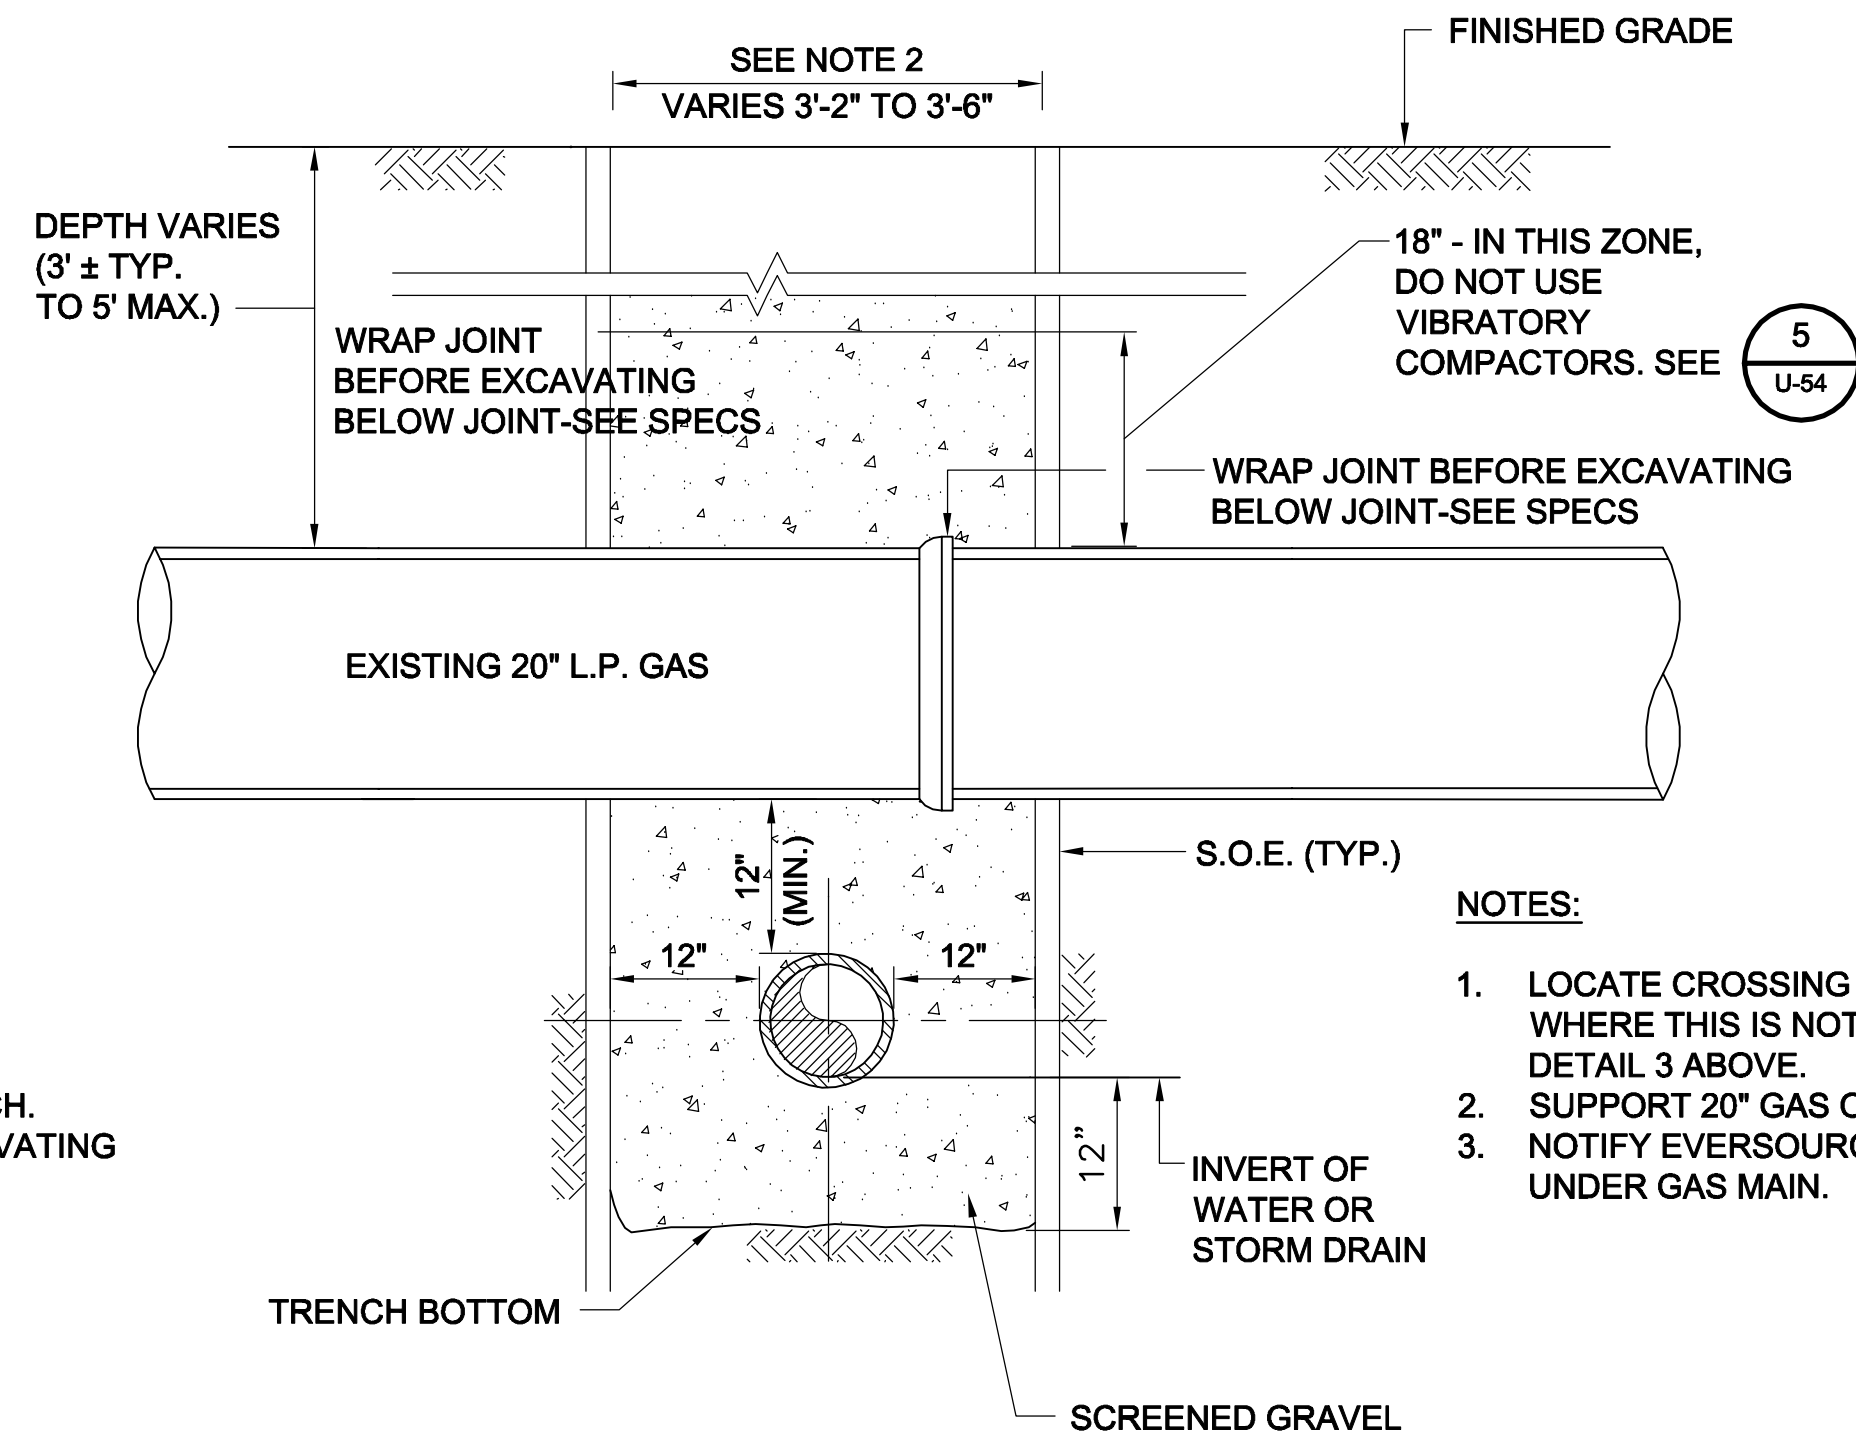 FINISHED GRADE
SEE NOTE 2
VARIES 3'-2" TO 3'-6"
DEPTH VARIES
(3' ± TYP.
TO 5' MAX.)
18" - IN THIS ZONE,
DO NOT USE
VIBRATORY
COMPACTORS. SEE
5
U-54
WRAP JOINT
BEFORE EXCAVATING
BELOW JOINT-SEE SPECS
WRAP JOINT BEFORE EXCAVATING
BELOW JOINT-SEE SPECS
EXISTING 20" L.P. GAS
12"
(MIN.)
S.O.E. (TYP.)
12"
12"
12”
INVERT OF
WATER OR
STORM DRAIN
TRENCH BOTTOM
SCREENED GRAVEL
NOTES:
1. LOCATE CROSSING
WHERE THIS IS NOT
DETAIL 3 ABOVE.
2. SUPPORT 20" GAS
3. NOTIFY
UNDER GAS MAIN.